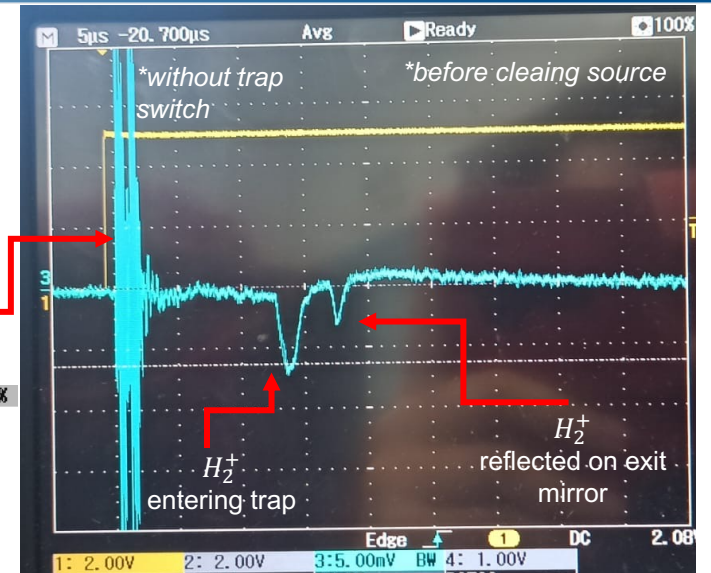 M 5μs -20.700μs Avg Ready 100%
*without trap
switch
*before cleaing source
3
1
T
%
H₂⁺
entering trap
H₂⁺
reflected on exit
mirror
Edge 1 DC 2.08
1: 2.00V 2: 2.00V 3:5.00mV BW 4: 1.00V